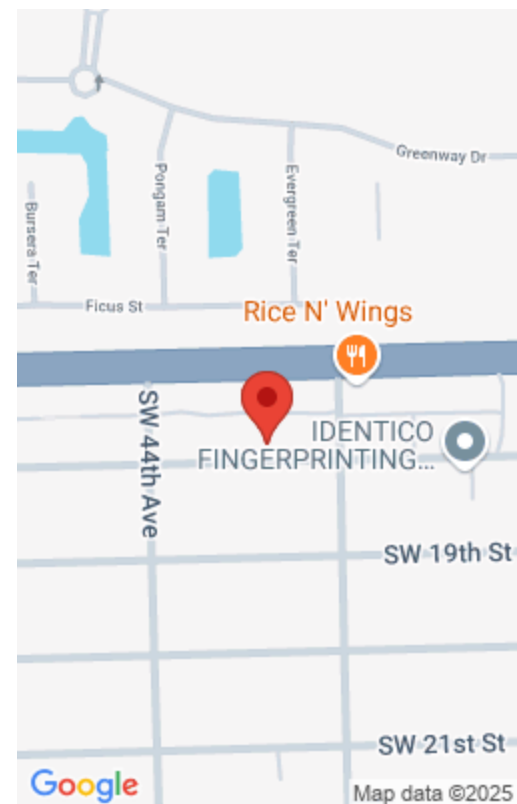 Greenway Dr
Pongam Ter
Evergreen Ter
Bursera Ter
Ficus St
Rice N' Wings
SW 44th Ave
IDENTICO
FINGERPRINTING...
SW 19th St
SW 21st St
Google
Map data ©2025